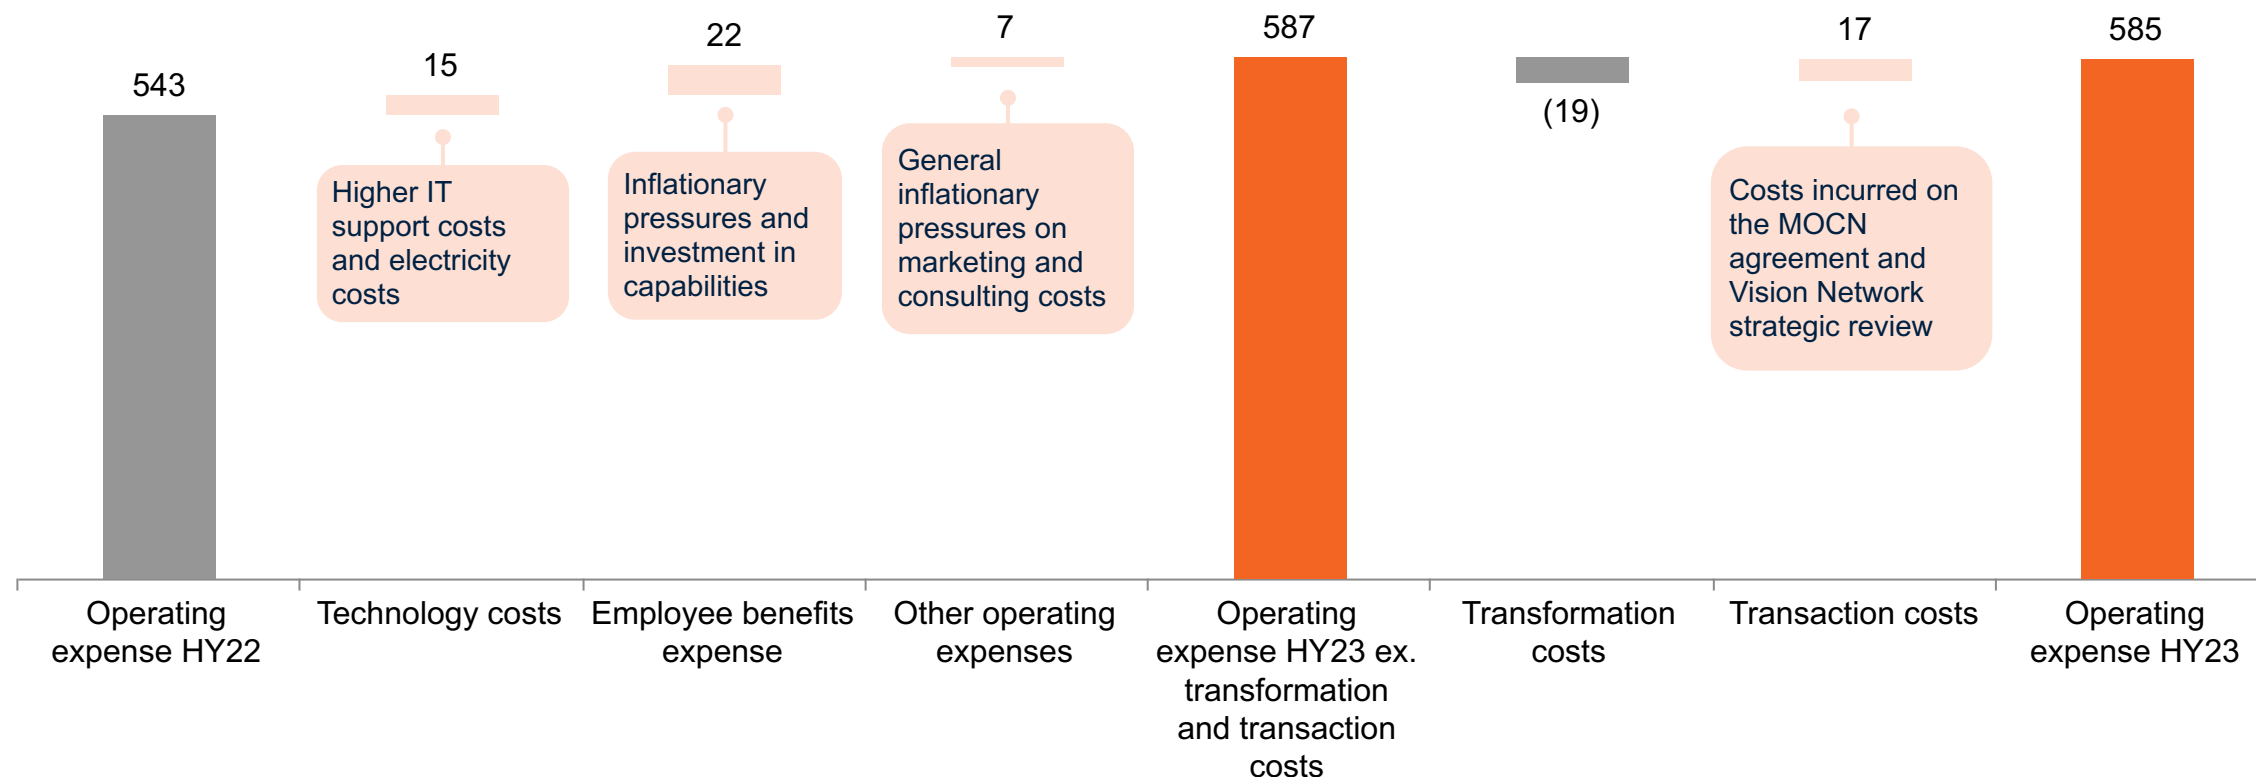 543
15
22
7
587
(19)
17
585
Higher IT
support costs
and electricity
costs
Inflationary
pressures and
investment in
capabilities
General
inflationary
pressures on
marketing and
consulting costs
Costs incurred on
the MOCN
agreement and
Vision Network
strategic review
Operating
expense HY22
Technology costs
Employee benefits
expense
Other operating
expenses
Operating
expense HY23 ex.
transformation
and transaction
costs
Transformation
costs
Transaction costs
Operating
expense HY23